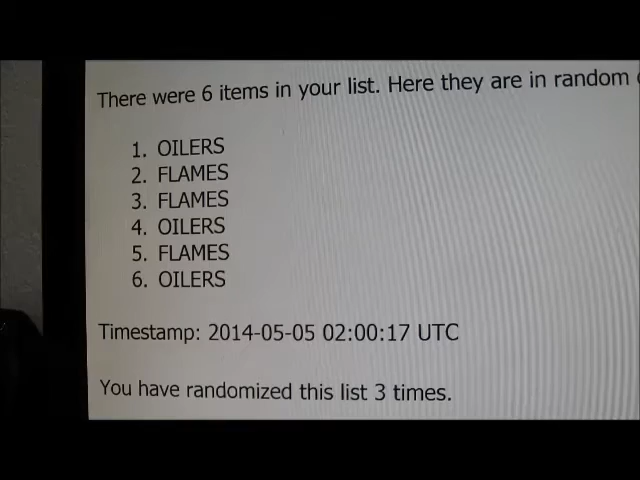 There were 6 items in your list. Here they are in random
1. OILERS
2. FLAMES
3. FLAMES
4. OILERS
5. FLAMES
6. OILERS
Timestamp: 2014-05-05 02:00:17 UTC
You have randomized this list 3 times.